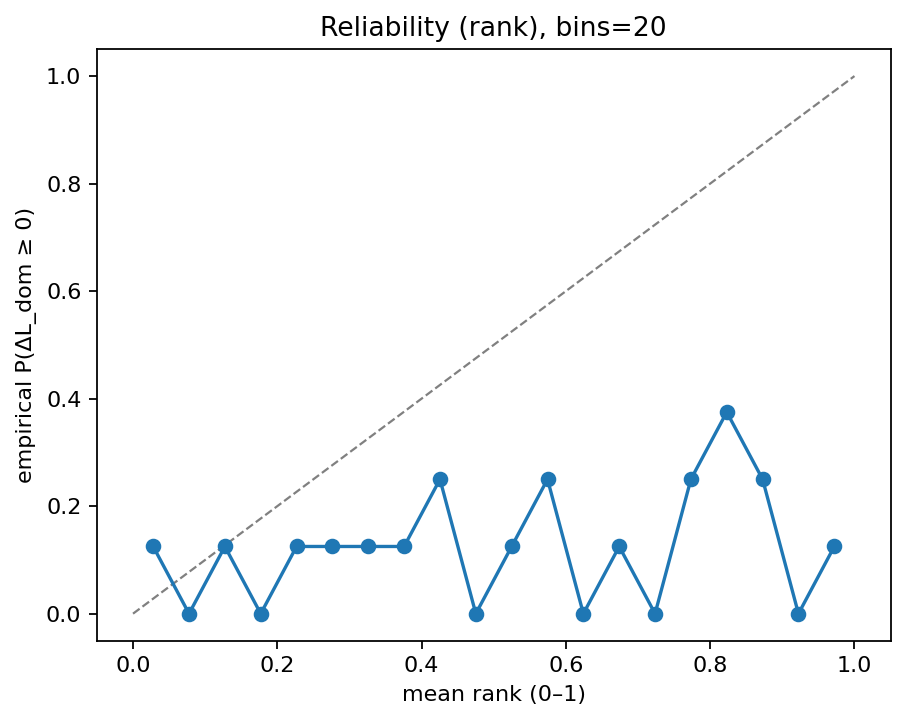 Reliability (rank), bins=20
empirical P(ΔL_dom ≥ 0)
1.0
0.8
0.6
0.4
0.2
0.0
0.0 0.2 0.4 0.6 0.8 1.0
mean rank (0–1)